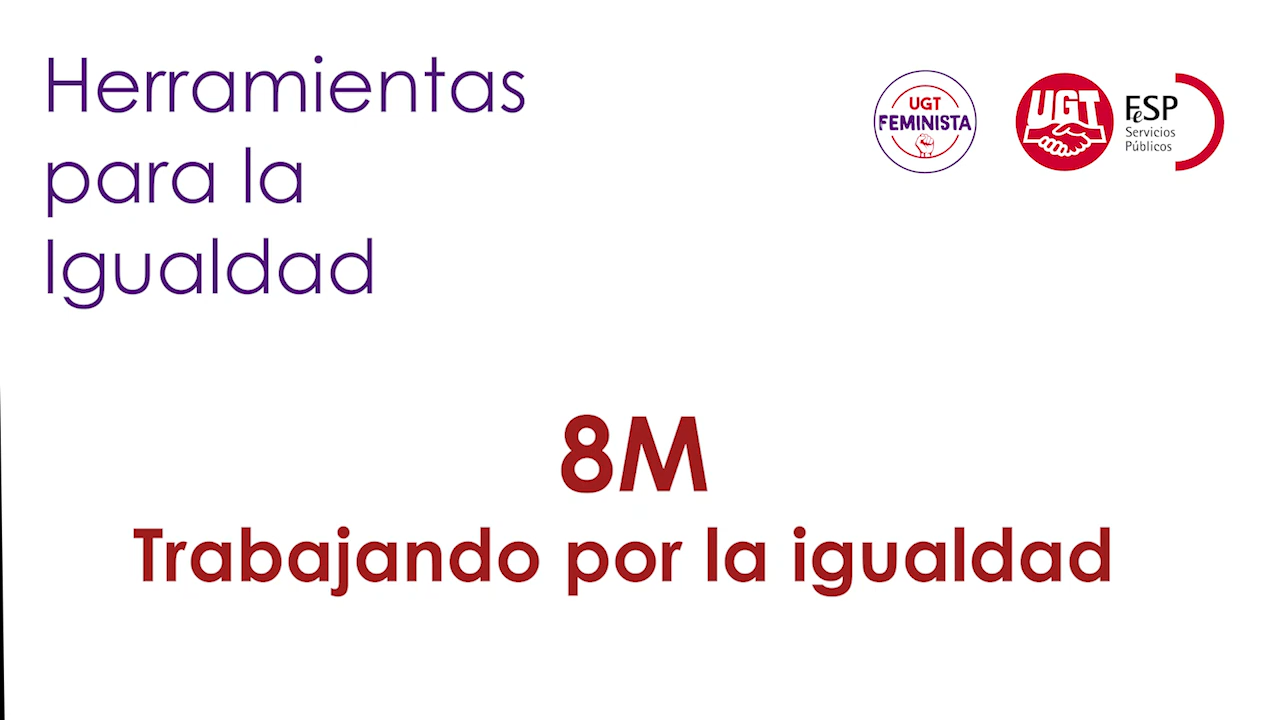 Herramientas
para la
Igualdad
UGT
FEMINISTA
UGT
FeSP
Servicios
Públicos
8M
Trabajando por la igualdad